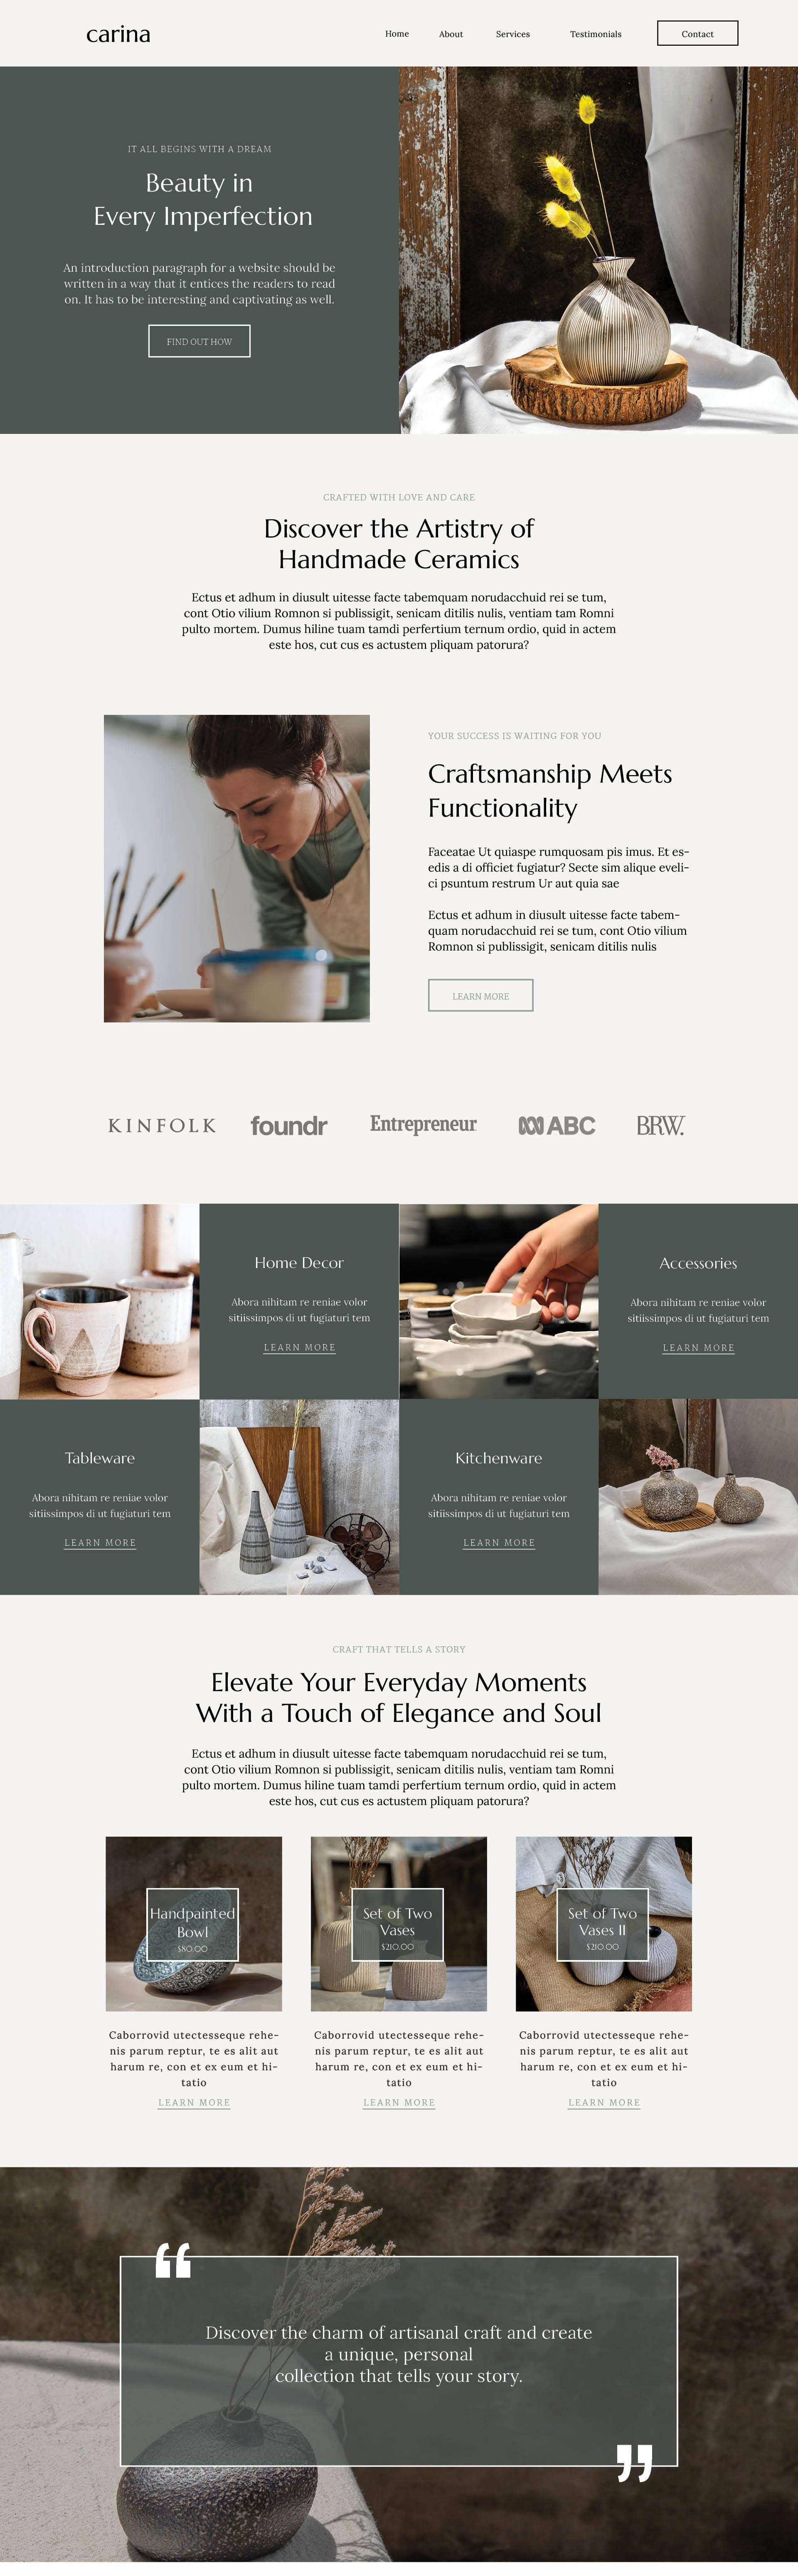 carina
Home
About
Services
Testimonials
Contact
IT ALL BEGINS WITH A DREAM
Beauty in
Every Imperfection
An introduction paragraph for a website should be
written in a way that it entices the readers to read
on. It has to be interesting and captivating as well.
FIND OUT HOW
CRAFTED WITH LOVE AND CARE
Discover the Artistry of
Handmade Ceramics
Ectus et adhum in diusult uitesse facte tabemquam norudacchuid rei se tum,
cont Otio vilium Romnon si publissigit, senicam ditilis nulis, ventiam tam Romni
pulto mortem. Dumus hiline tuam tamdi perfertium ternum ordio, quid in actem
este hos, cut cus es actustem pliquam patorura?
YOUR SUCCESS IS WAITING FOR YOU
Craftsmanship Meets
Functionality
Faceatae Ut quiaspe rumquosam pis imus. Et es-
edis a di officiet fugiatur? Secte sim alique eveli-
ci psuntum restrum Ur aut quia sae
Ectus et adhum in diusult uitesse facte tabem-
quam norudacchuid rei se tum, cont Otio vilium
Romnon si publissigit, senicam ditilis nulis
LEARN MORE
KINFOLK
foundr
Entrepreneur
ABC
BRW.
Home Decor
Abora nihitam re reniae volor
sitiissimpos di ut fugiaturi tem
LEARN MORE
Accessories
Abora nihitam re reniae volor
sitiissimpos di ut fugiaturi tem
LEARN MORE
Tableware
Abora nihitam re reniae volor
sitiissimpos di ut fugiaturi tem
LEARN MORE
Kitchenware
Abora nihitam re reniae volor
sitiissimpos di ut fugiaturi tem
LEARN MORE
CRAFT THAT TELLS A STORY
Elevate Your Everyday Moments
With a Touch of Elegance and Soul
Ectus et adhum in diusult uitesse facte tabemquam norudacchuid rei se tum,
cont Otio vilium Romnon si publissigit, senicam ditilis nulis, ventiam tam Romni
pulto mortem. Dumus hiline tuam tamdi perfertium ternum ordio, quid in actem
este hos, cut cus es actustem pliquam patorura?
Handpainted
Bowl
$80.00
Caborrovid utectesseque rehe-
nis parum reptur, te es alit aut
harum re, con et ex eum et hi-
tatio
LEARN MORE
Set of Two
Vases
$210.00
Caborrovid utectesseque rehe-
nis parum reptur, te es alit aut
harum re, con et ex eum et hi-
tatio
LEARN MORE
Set of Two
Vases II
$210.00
Caborrovid utectesseque rehe-
nis parum reptur, te es alit aut
harum re, con et ex eum et hi-
tatio
LEARN MORE
“
Discover the charm of artisanal craft and create
a unique, personal
collection that tells your story.
”